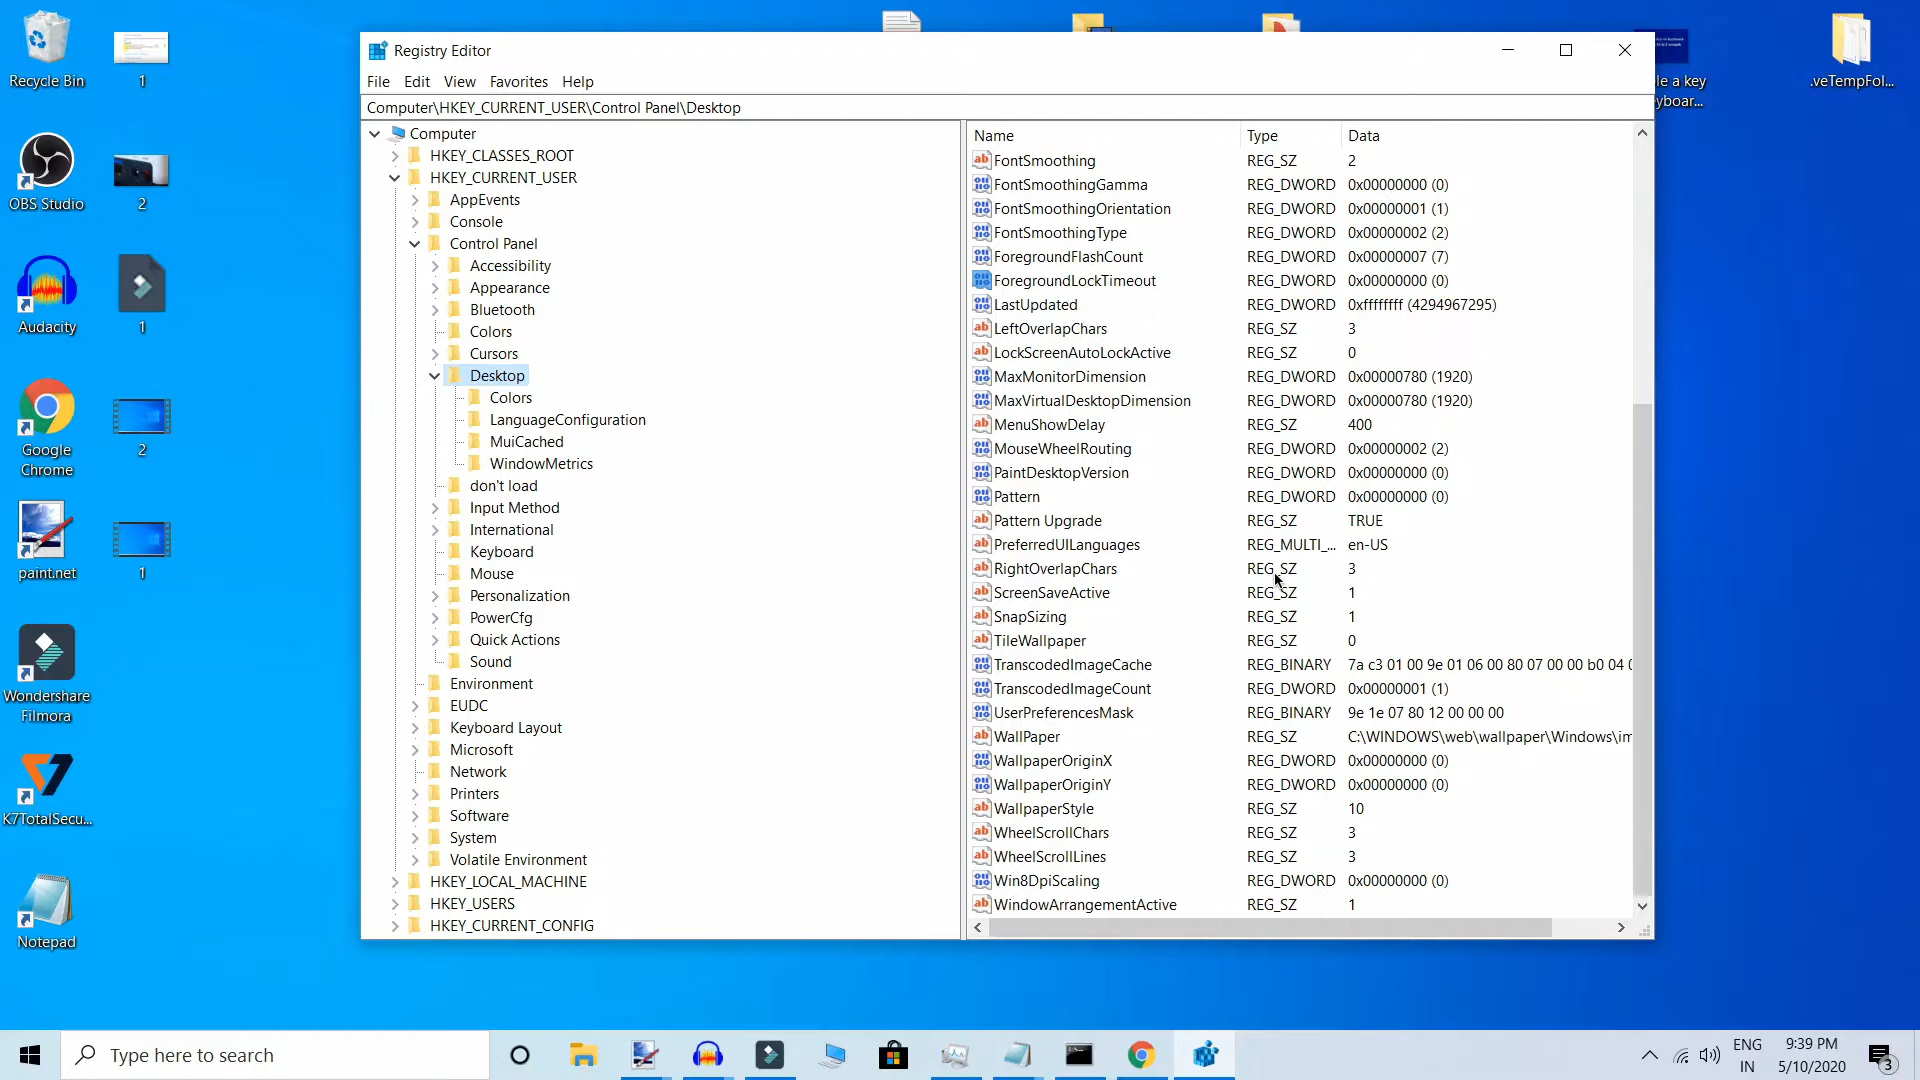 Recycle Bin
1
OBS Studio
2
Audacity
1
Google
Chrome
2
paint.net
1
Wondershare
Filmora
K7TotalSecu...
Notepad
le a key
yboar...
.veTempFol...
Registry Editor
File Edit View Favorites Help
Computer\HKEY_CURRENT_USER\Control Panel\Desktop
Computer
HKEY_CLASSES_ROOT
HKEY_CURRENT_USER
AppEvents
Console
Control Panel
Accessibility
Appearance
Bluetooth
Colors
Cursors
Desktop
Colors
LanguageConfiguration
MuiCached
WindowMetrics
don't load
Input Method
International
Keyboard
Mouse
Personalization
PowerCfg
Quick Actions
Sound
Environment
EUDC
Keyboard Layout
Microsoft
Network
Printers
Software
System
Volatile Environment
HKEY_LOCAL_MACHINE
HKEY_USERS
HKEY_CURRENT_CONFIG
Name Type Data
FontSmoothing REG_SZ 2
FontSmoothingGamma REG_DWORD 0x00000000 (0)
FontSmoothingOrientation REG_DWORD 0x00000001 (1)
FontSmoothingType REG_DWORD 0x00000002 (2)
ForegroundFlashCount REG_DWORD 0x00000007 (7)
ForegroundLockTimeout REG_DWORD 0x00000000 (0)
LastUpdated REG_DWORD 0xffffffff (4294967295)
LeftOverlapChars REG_SZ 3
LockScreenAutoLockActive REG_SZ 0
MaxMonitorDimension REG_DWORD 0x00000780 (1920)
MaxVirtualDesktopDimension REG_DWORD 0x00000780 (1920)
MenuShowDelay REG_SZ 400
MouseWheelRouting REG_DWORD 0x00000002 (2)
PaintDesktopVersion REG_DWORD 0x00000000 (0)
Pattern REG_DWORD 0x00000000 (0)
Pattern Upgrade REG_SZ TRUE
PreferredUILanguages REG_MULTI_... en-US
RightOverlapChars REG_SZ 3
ScreenSaveActive REG_SZ 1
SnapSizing REG_SZ 1
TileWallpaper REG_SZ 0
TranscodedImageCache REG_BINARY 7a c3 01 00 9e 01 06 00 80 07 00 00 b0 04 0
TranscodedImageCount REG_DWORD 0x00000001 (1)
UserPreferencesMask REG_BINARY 9e 1e 07 80 12 00 00 00
WallPaper REG_SZ C:\WINDOWS\web\wallpaper\Windows\im
WallpaperOriginX REG_DWORD 0x00000000 (0)
WallpaperOriginY REG_DWORD 0x00000000 (0)
WallpaperStyle REG_SZ 10
WheelScrollChars REG_SZ 3
WheelScrollLines REG_SZ 3
Win8DpiScaling REG_DWORD 0x00000000 (0)
WindowArrangementActive REG_SZ 1
Type here to search
ENG
IN
9:39 PM
5/10/2020
3